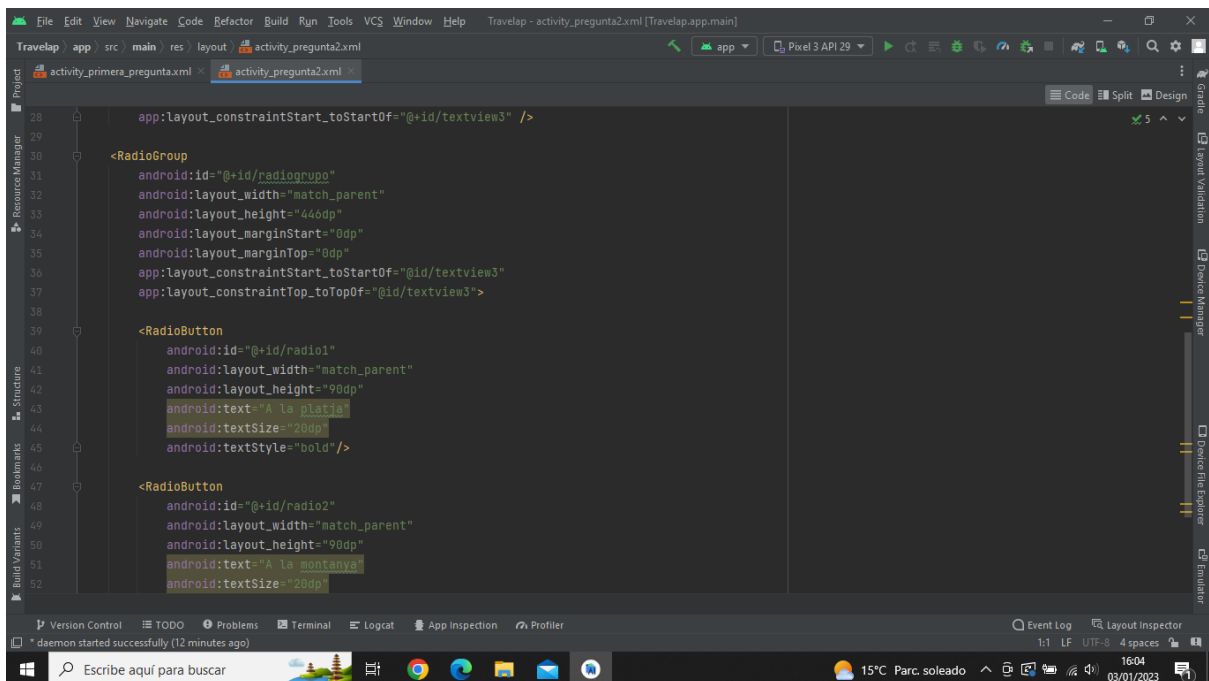 File Edit View Navigate Code Refactor Build Run Tools VCS Window Help Travelap - activity_pregunta2.xml [Travelap.app.main]
Travelap app src main res layout activity_pregunta2.xml app Pixel 3 API 29
activity_primera_pregunta.xml activity_pregunta2.xml
Code Split Design
28 app:layout_constraintStart_toStartOf="@+id/textview3" /> 5
29
30 <RadioGroup
31 android:id="@+id/radiogrupo"
32 android:layout_width="match_parent"
33 android:layout_height="446dp"
34 android:layout_marginStart="0dp"
35 android:layout_marginTop="0dp"
36 app:layout_constraintStart_toStartOf="@id/textview3"
37 app:layout_constraintTop_toTopOf="@id/textview3">
38
39 <RadioButton
40 android:id="@+id/radio1"
41 android:layout_width="match_parent"
42 android:layout_height="90dp"
43 android:text="A la platja"
44 android:textSize="20dp"
45 android:textStyle="bold"/>
46
47 <RadioButton
48 android:id="@+id/radio2"
49 android:layout_width="match_parent"
50 android:layout_height="90dp"
51 android:text="A la montanya"
52 android:textSize="20dp"
Project
Resource Manager
Structure
Bookmarks
Build Variants
Gradle
Layout Validation
Device Manager
Device File Explorer
Emulator
Version Control TODO Problems Terminal Logcat App Inspection Profiler Event Log Layout Inspector
* daemon started successfully (12 minutes ago) 1:1 LF UTF-8 4 spaces
Escribe aquí para buscar 15°C Parc. soleado 16:04
03/01/2023